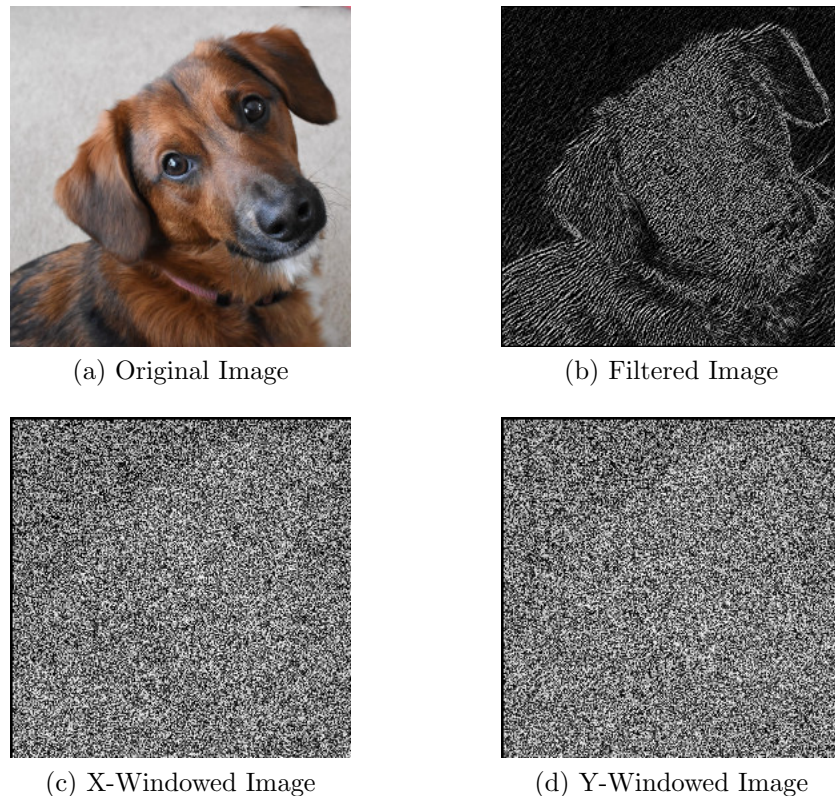 (a) Original Image
(b) Filtered Image
(c) X-Windowed Image
(d) Y-Windowed Image